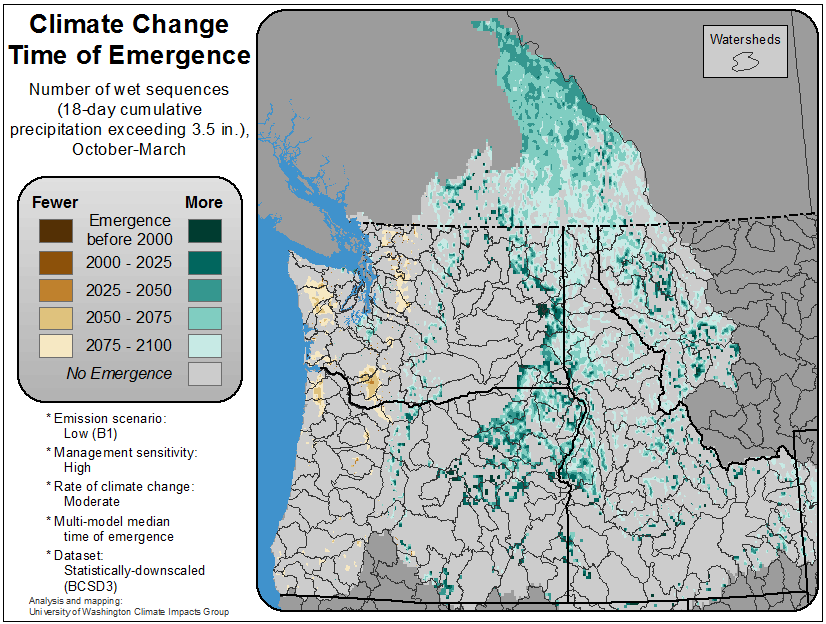 Climate Change
Time of Emergence
Number of wet sequences
(18-day cumulative
precipitation exceeding 3.5 in.),
October-March
Fewer More
Emergence
before 2000
2000 - 2025
2025 - 2050
2050 - 2075
2075 - 2100
No Emergence
* Emission scenario:
Low (B1)
* Management sensitivity:
High
* Rate of climate change:
Moderate
* Multi-model median
time of emergence
* Dataset:
Statistically-downscaled
(BCSD3)
Analysis and mapping:
University of Washington Climate Impacts Group
Watersheds